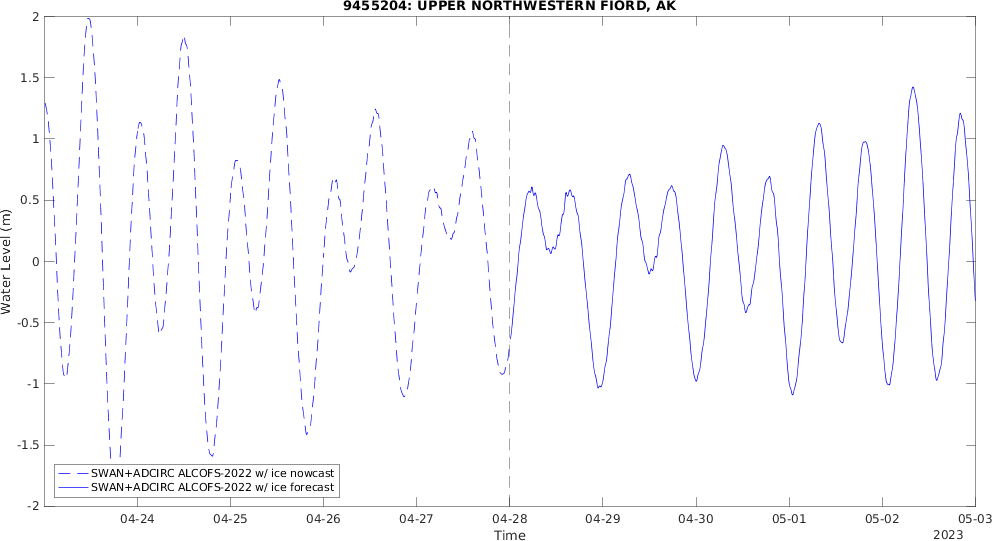 9455204: UPPER NORTHWESTERN FIORD, AK
2
1.5
1
0.5
0
-0.5
-1
-1.5
-2
Water Level (m)
SWAN+ADCIRC ALCOFS-2022 w/ ice nowcast
SWAN+ADCIRC ALCOFS-2022 w/ ice forecast
04-24 04-25 04-26 04-27 04-28 04-29 04-30 05-01 05-02 05-03
Time
2023